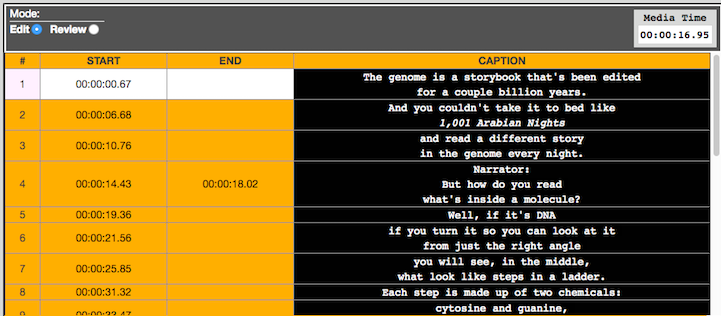 Mode:
Edit Review
Media Time
00:00:16.95
# START END CAPTION
1 00:00:00.67 The genome is a storybook that's been edited
for a couple billion years.
2 00:00:06.68 And you couldn't take it to bed like
1,001 Arabian Nights
3 00:00:10.76 and read a different story
in the genome every night.
4 00:00:14.43 00:00:18.02 Narrator:
But how do you read
what's inside a molecule?
5 00:00:19.36 Well, if it's DNA
6 00:00:21.56 if you turn it so you can look at it
from just the right angle
7 00:00:25.85 you will see, in the middle,
what look like steps in a ladder.
8 00:00:31.32 Each step is made up of two chemicals:
9 00:00:33.47 cytosine and guanine,